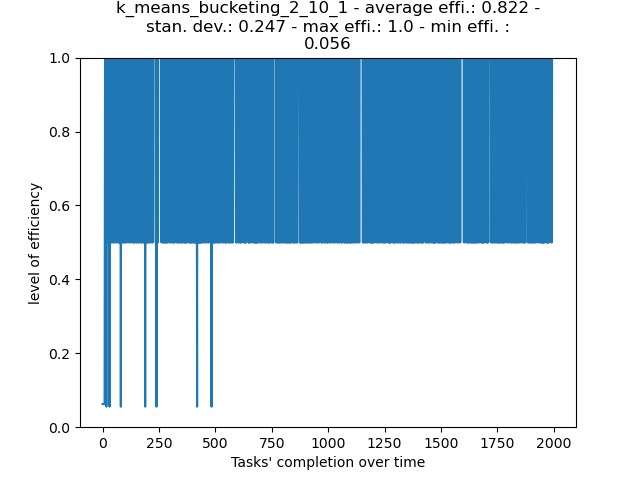 k_means_bucketing_2_10_1 - average effi.: 0.822 -
stan. dev.: 0.247 - max effi.: 1.0 - min effi. :
0.056
1.0
0.8
0.6
0.4
0.2
0.0
level of efficiency
0 250 500 750 1000 1250 1500 1750 2000
Tasks' completion over time